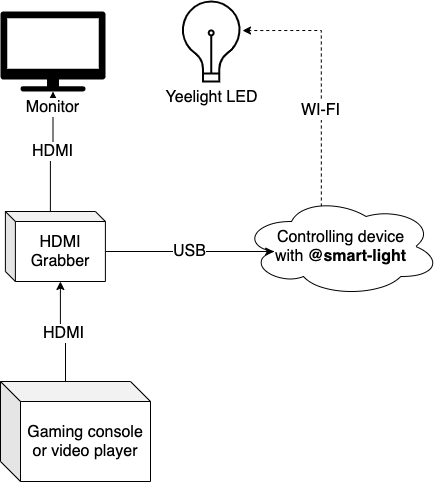 Monitor
Yeelight LED
WI-FI
HDMI
HDMI
Grabber
USB
Controlling device
with @smart-light
HDMI
Gaming console
or video player